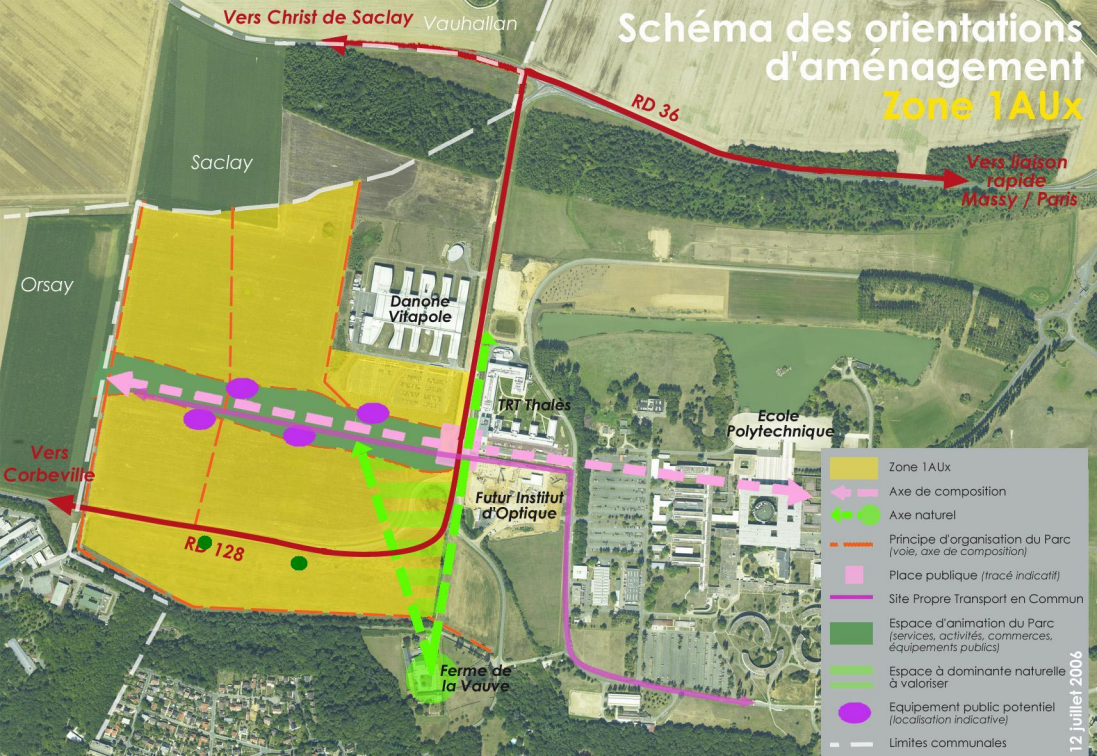 Vers Christ de Saclay
Vauhallan
Schéma des orientations
d'aménagement
Zone 1AUx
RD 36
Vers liaison
rapide
Massy / Paris
Saclay
Orsay
Danone
Vitapole
TRT Thalès
Ecole
Polytechnique
Vers
Corbeville
Futur Institut
d'Optique
RD 128
Ferme de
la Vauve
Zone 1AUx
Axe de composition
Axe naturel
Principe d'organisation du Parc
(voie, axe de composition)
Place publique (tracé indicatif)
Site Propre Transport en Commun
Espace d'animation du Parc
(services, activités, commerces,
équipements publics)
Espace à dominante naturelle
à valoriser
Equipement public potentiel
(localisation indicative)
Limites communales
12 juillet 2006